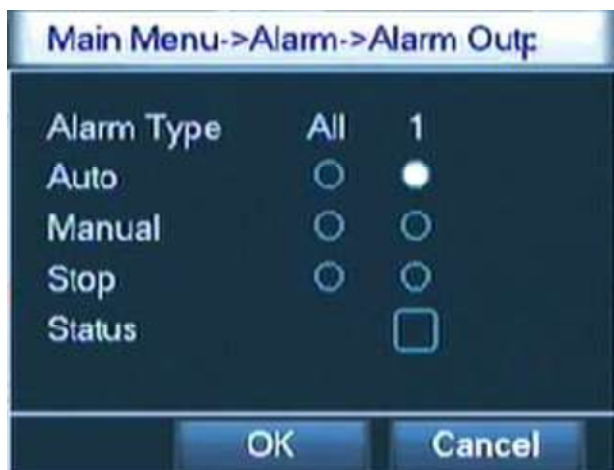 Main Menu->Alarm->Alarm Outp
Alarm Type All 1
Auto
Manual
Stop
Status
OK Cancel